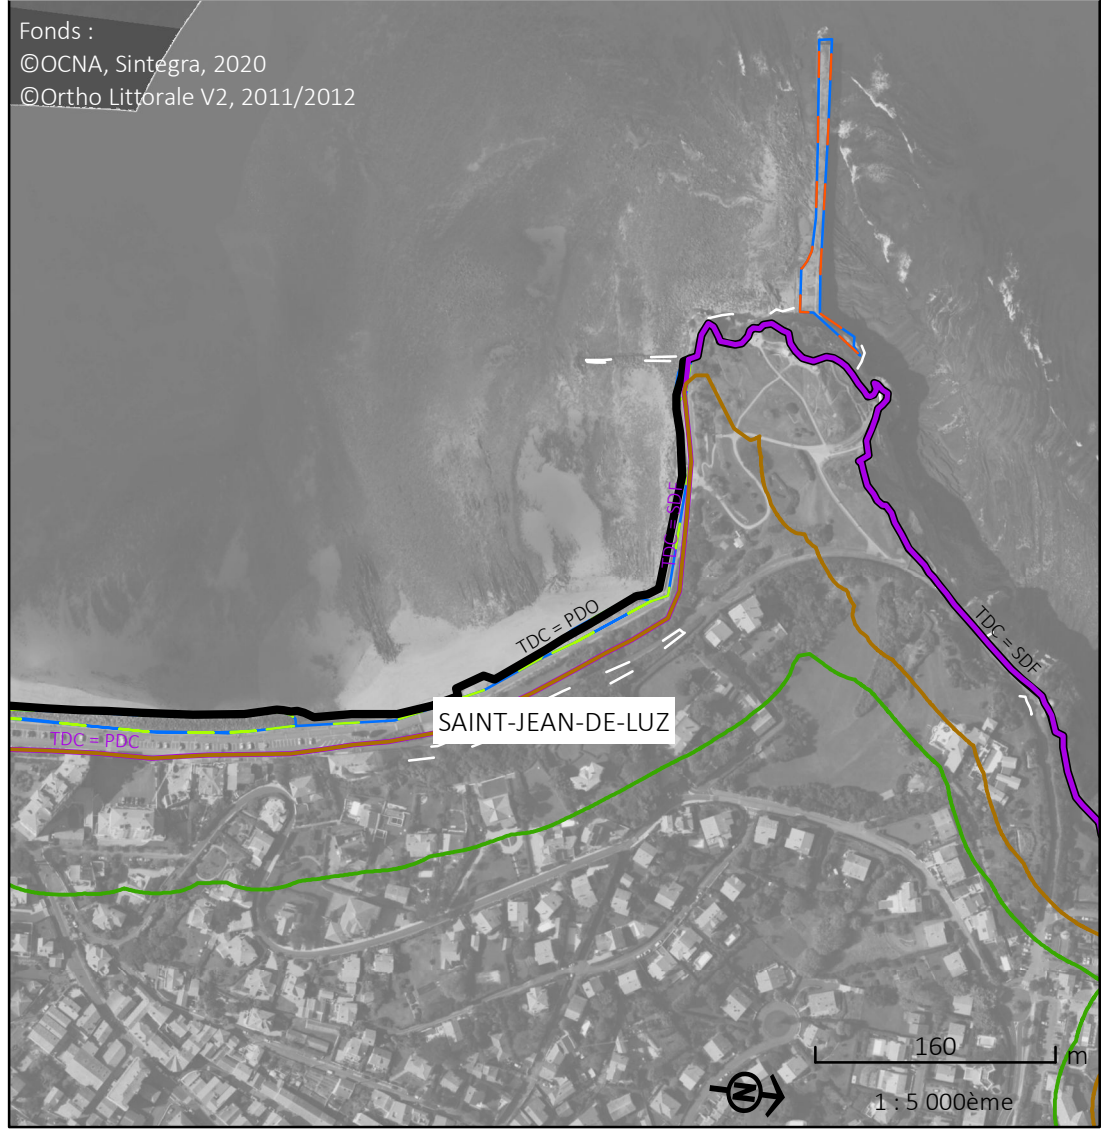 Fonds :
©OCNA, Sintegra, 2020
©Ortho Littorale V2, 2011/2012
TDC = SDF
TDC = PDO
TDC = SDF
SAINT-JEAN-DE-LUZ
TDC = PDC
160
m
N
1 : 5 000ème